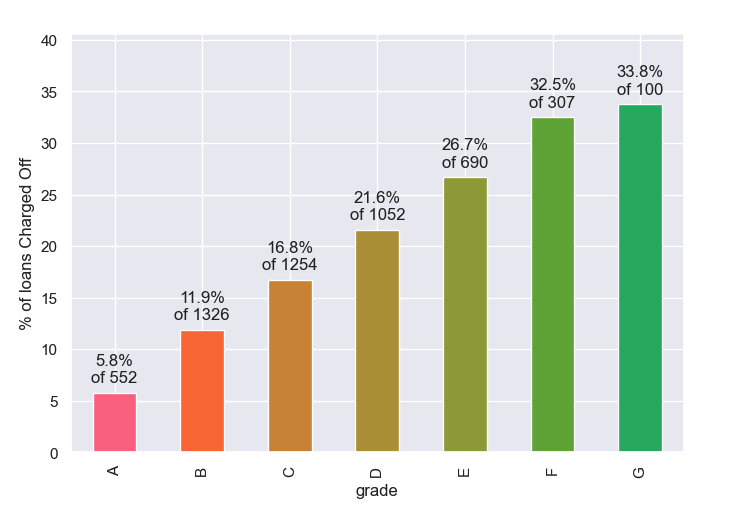 40
35
30
25
20
15
10
5
0
% of loans Charged Off
5.8%
of 552
11.9%
of 1326
16.8%
of 1254
21.6%
of 1052
26.7%
of 690
32.5%
of 307
33.8%
of 100
A
B
C
D
E
F
G
grade